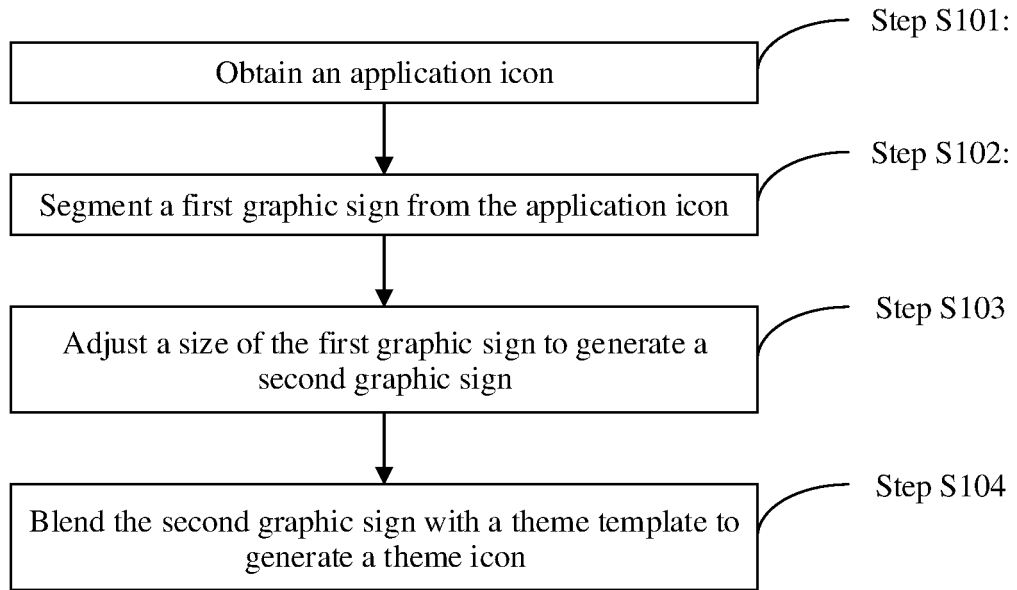 Step S101:
Obtain an application icon
Step S102:
Segment a first graphic sign from the application icon
Step S103
Adjust a size of the first graphic sign to generate a
second graphic sign
Step S104
Blend the second graphic sign with a theme template to
generate a theme icon